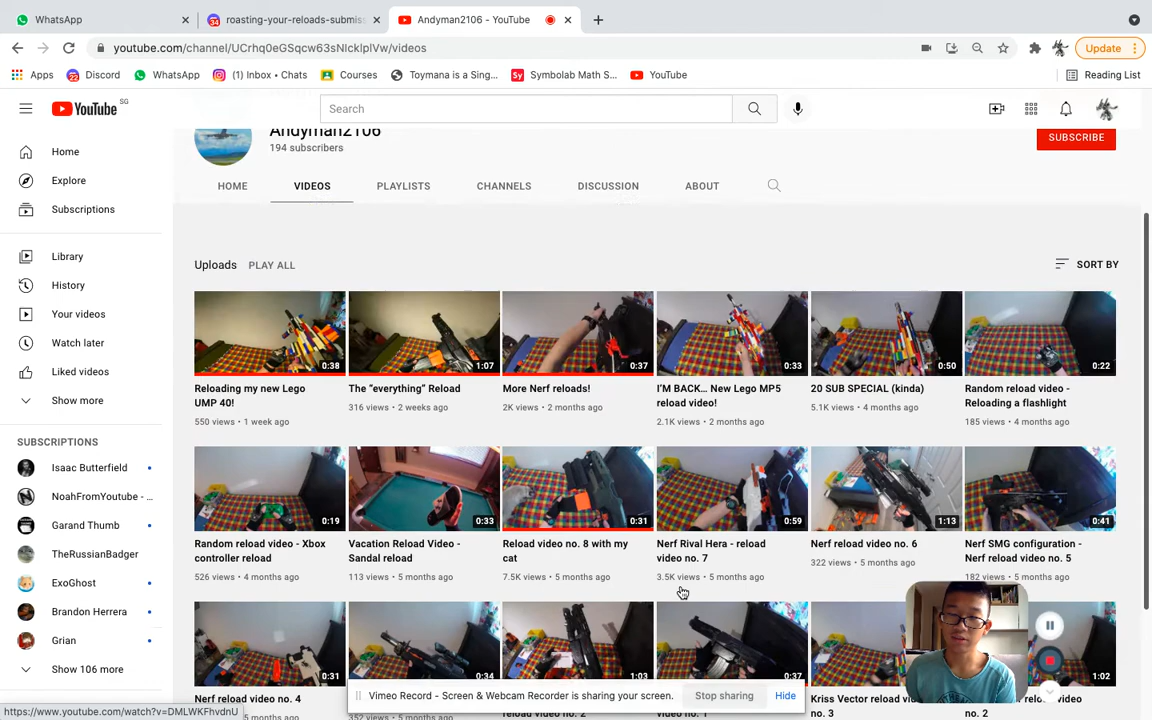 WhatsApp
roasting-your-reloads-submiss
Andyman2106 - YouTube
youtube.com/channel/UCrhq0eGSqcw63sNIckIpIVw/videos
Update
Apps
Discord
WhatsApp
(1) Inbox • Chats
Courses
Toymana is a Sing...
Symbolab Math S...
YouTube
Reading List
YouTube SG
Search
Andyman2106
194 subscribers
SUBSCRIBE
HOME
VIDEOS
PLAYLISTS
CHANNELS
DISCUSSION
ABOUT
Home
Explore
Subscriptions
Library
History
Your videos
Watch later
Liked videos
Show more
SUBSCRIPTIONS
Isaac Butterfield
NoahFromYoutube - ...
Garand Thumb
TheRussianBadger
ExoGhost
Brandon Herrera
Grian
Show 106 more
Uploads
PLAY ALL
SORT BY
0:38
1:07
0:37
0:33
0:50
0:22
Reloading my new Lego
UMP 40!
550 views • 1 week ago
The “everything” Reload
316 views • 2 weeks ago
More Nerf reloads!
2K views • 2 months ago
I’M BACK... New Lego MP5
reload video!
2.1K views • 2 months ago
20 SUB SPECIAL (kinda)
5.1K views • 4 months ago
Random reload video -
Reloading a flashlight
185 views • 4 months ago
0:19
0:33
0:31
0:59
1:13
0:41
Random reload video - Xbox
controller reload
526 views • 4 months ago
Vacation Reload Video -
Sandal reload
113 views • 5 months ago
Reload video no. 8 with my
cat
7.5K views • 5 months ago
Nerf Rival Hera - reload
video no. 7
3.5K views • 5 months ago
Nerf reload video no. 6
322 views • 5 months ago
Nerf SMG configuration -
Nerf reload video no. 5
182 views • 5 months ago
0:31
0:34
1:03
0:37
1:02
Nerf reload video no. 4
video no. 2
video no. 1
Kriss Vector reload
no. 3
Vimeo Record - Screen & Webcam Recorder is sharing your screen.
Stop sharing
Hide
https://www.youtube.com/watch?v=DMLWKFhvdnU